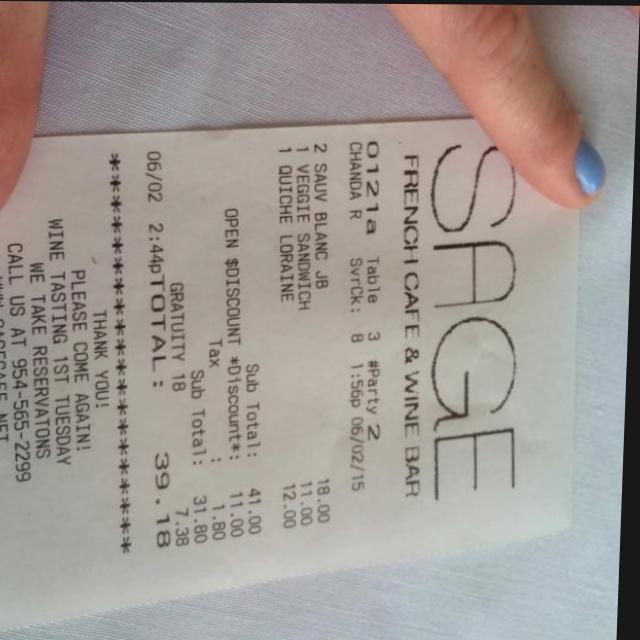 SAGE
FRENCH CAFE & WINE BAR
0121a Table 3 #Party 2
CHANDA R SvrCk: 8 1:56p 06/02/15
2 SAUV BLANC JB 18.00
1 VEGGIE SANDWICH 11.00
1 QUICHE LORAINE 12.00
Sub Total: 41.00
OPEN $DISCOUNT *Discount*: 11.00
Tax : 1.80
Sub Total: 31.80
GRATUITY 18 7.38
06/02 2:44pTOTAL: 39.18
THANK YOU!
PLEASE COME AGAIN!
WINE TASTING 1ST TUESDAY
WE TAKE RESERVATONS
CALL US AT 954-565-2299